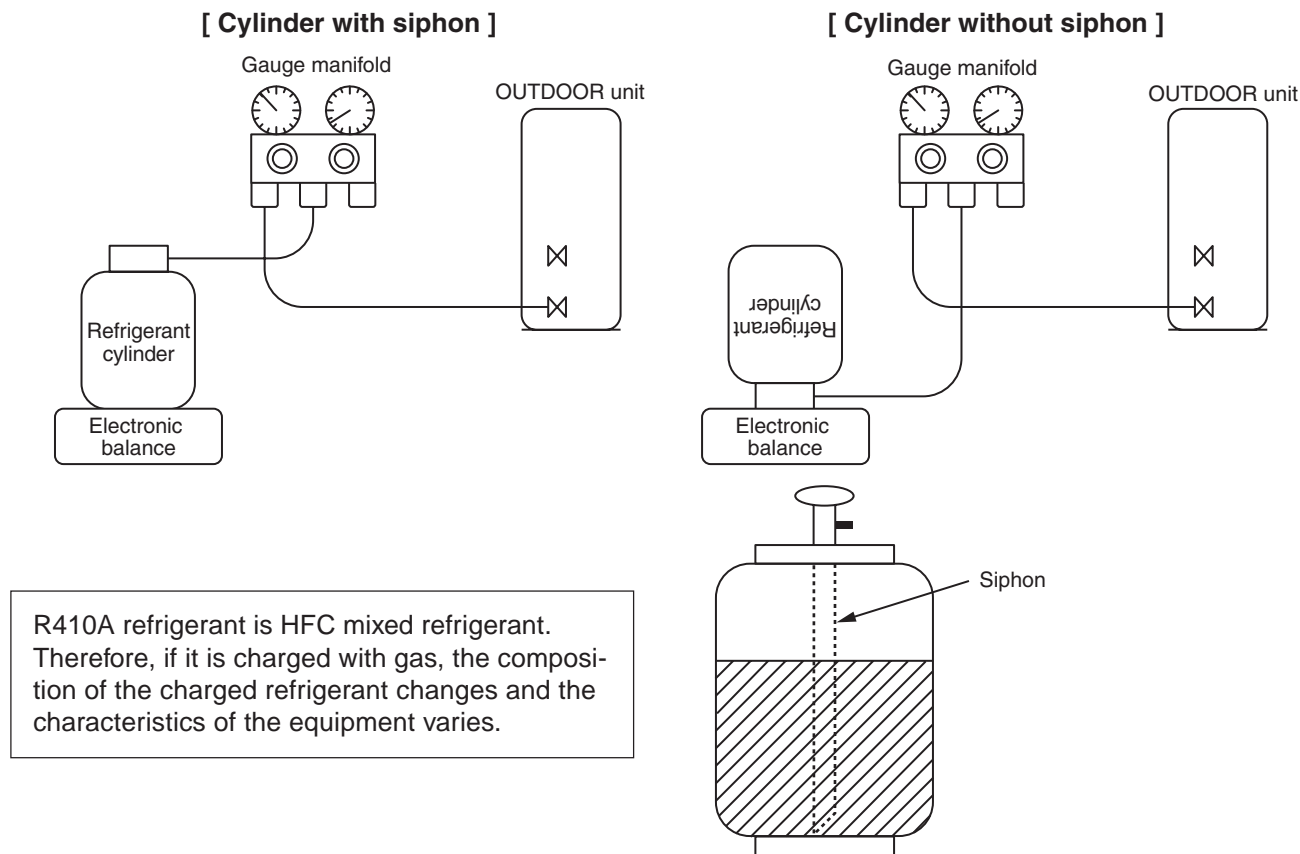 [ Cylinder with siphon ]
Gauge manifold
OUTDOOR unit
Refrigerant
cylinder
Electronic
balance
[ Cylinder without siphon ]
Gauge manifold
OUTDOOR unit
Refrigerant
cylinder
Electronic
balance
Siphon
R410A refrigerant is HFC mixed refrigerant.
Therefore, if it is charged with gas, the composi-
tion of the charged refrigerant changes and the
characteristics of the equipment varies.